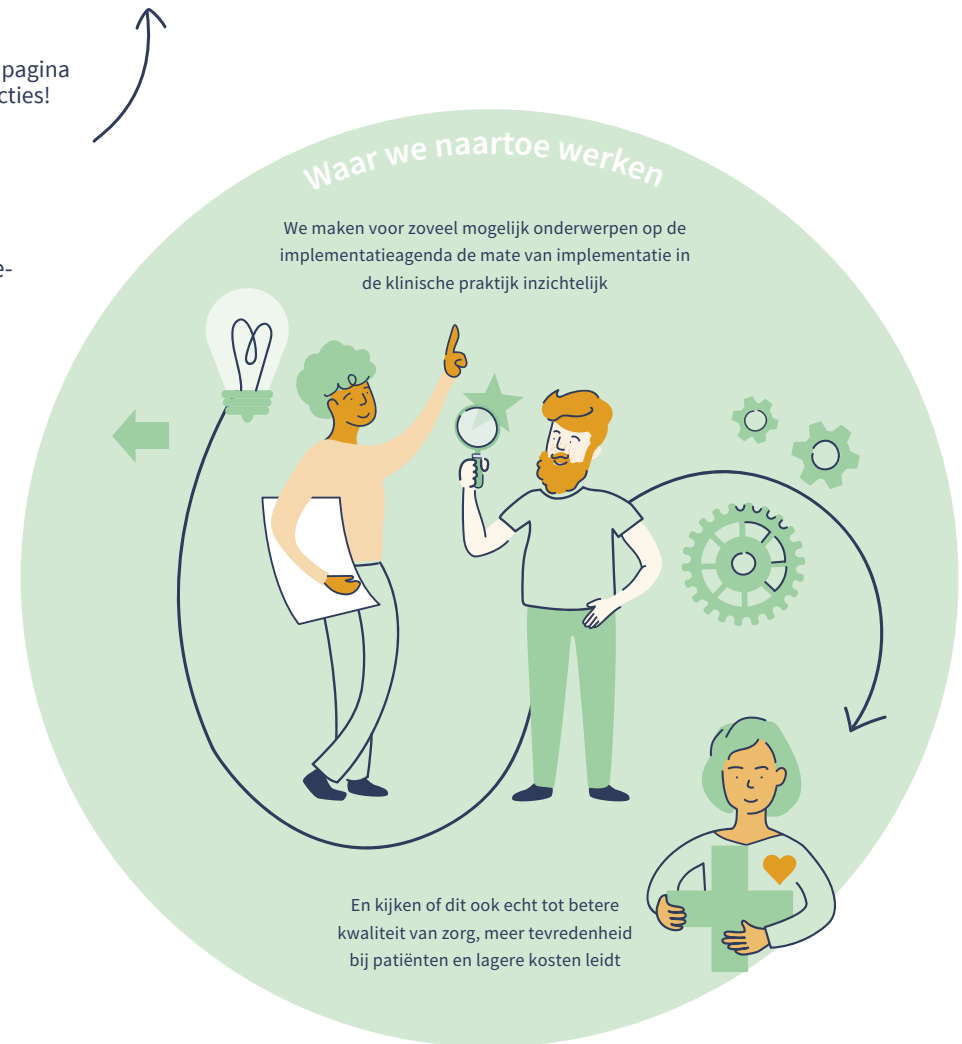 pagina
cties!
e-
Waar we naartoe werken
We maken voor zoveel mogelijk onderwerpen op de
implementatieagenda de mate van implementatie in
de klinische praktijk inzichtelijk
En kijken of dit ook echt tot betere
kwaliteit van zorg, meer tevredenheid
bij patiënten en lagere kosten leidt